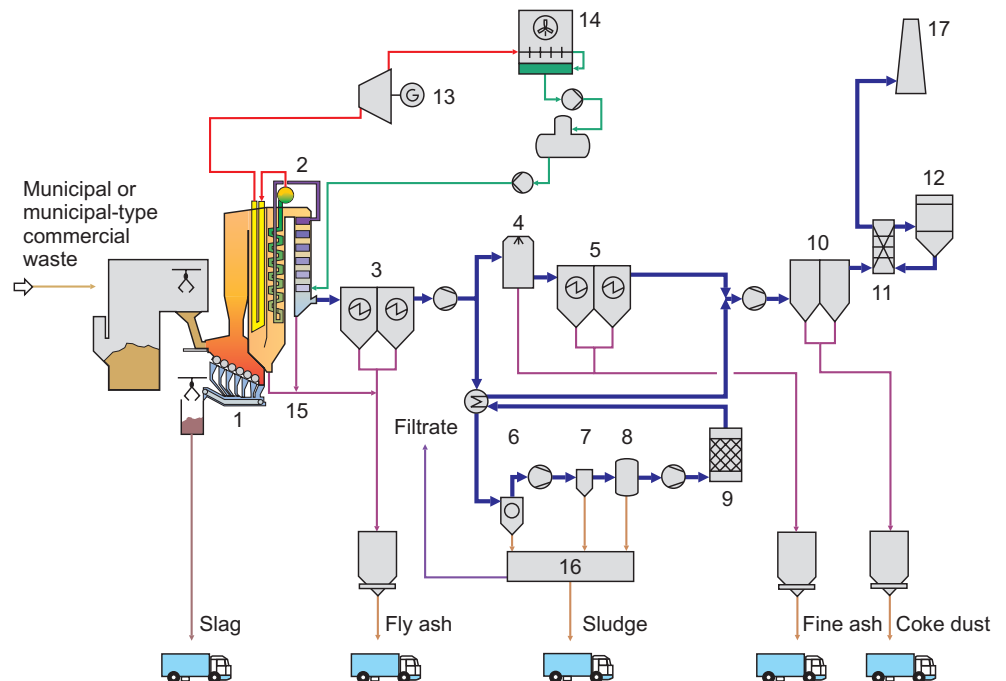 14
17
G
13
2
Municipal or
municipal-type
commercial
waste
12
4
3
5
10
11
1
15
Filtrate
6
7
8
9
16
Slag
Fly ash
Sludge
Fine ash
Coke dust